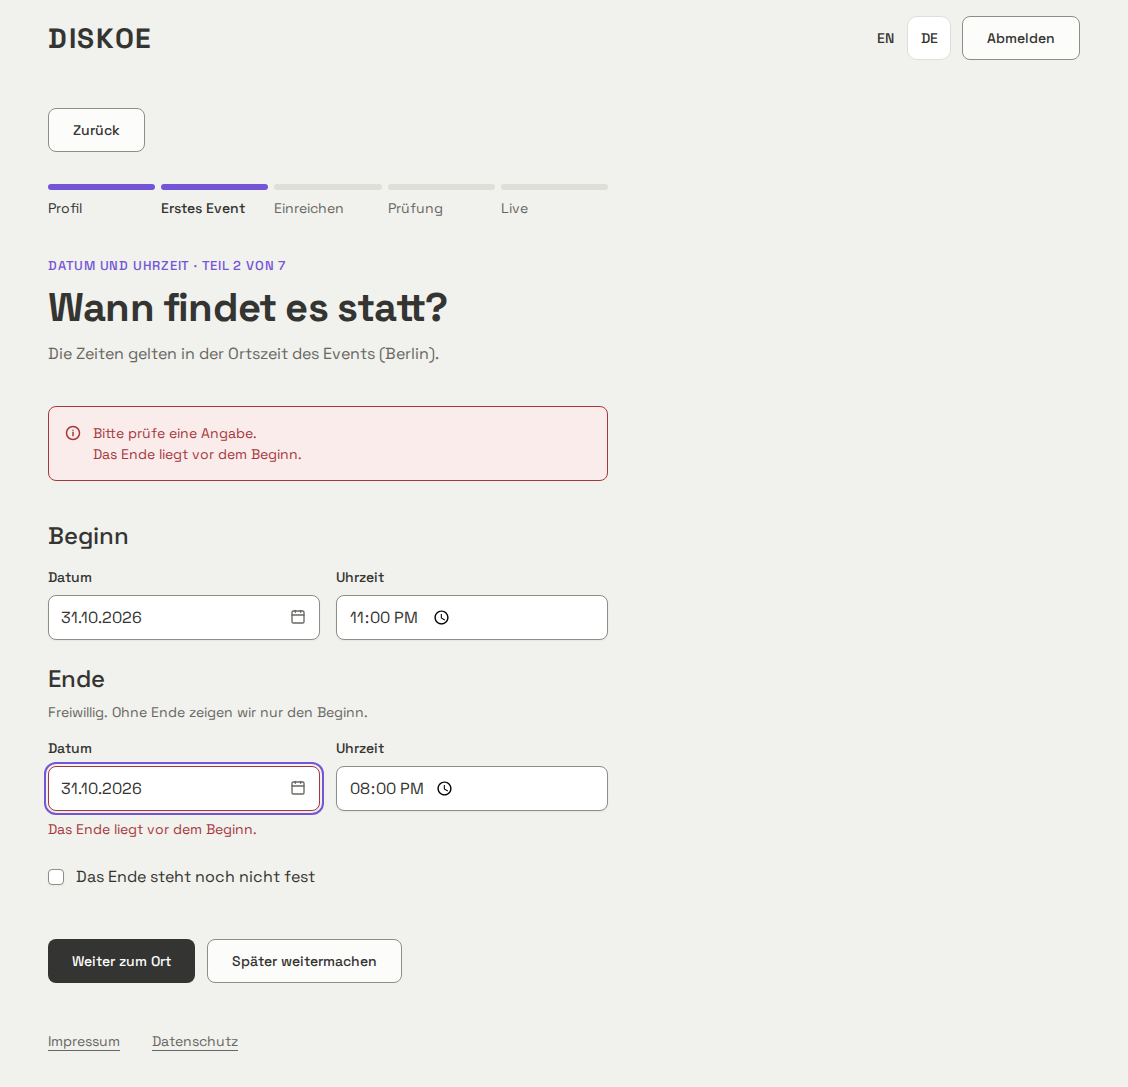 DISKOE
EN DE Abmelden
Zurück
Profil Erstes Event Einreichen Prüfung Live
DATUM UND UHRZEIT · TEIL 2 VON 7
Wann findet es statt?
Die Zeiten gelten in der Ortszeit des Events (Berlin).
Bitte prüfe eine Angabe.
Das Ende liegt vor dem Beginn.
Beginn
Datum Uhrzeit
31.10.2026 11:00 PM
Ende
Freiwillig. Ohne Ende zeigen wir nur den Beginn.
Datum Uhrzeit
31.10.2026 08:00 PM
Das Ende liegt vor dem Beginn.
Das Ende steht noch nicht fest
Weiter zum Ort Später weitermachen
Impressum Datenschutz